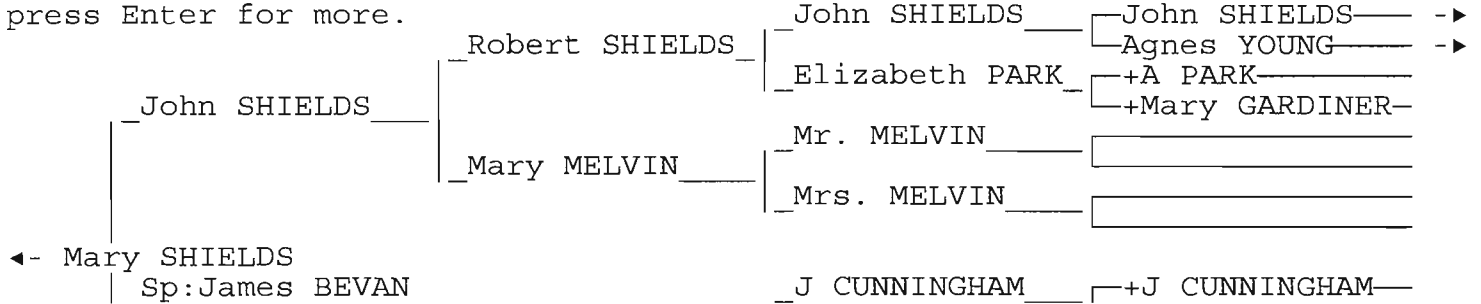 press Enter for more.
John SHIELDS
John SHIELDS
Robert SHIELDS
Agnes YOUNG
Elizabeth PARK
+A PARK
John SHIELDS
+Mary GARDINER
Mr. MELVIN
Mary MELVIN
Mrs. MELVIN
Mary SHIELDS
Sp:James BEVAN
J CUNNINGHAM
+J CUNNINGHAM